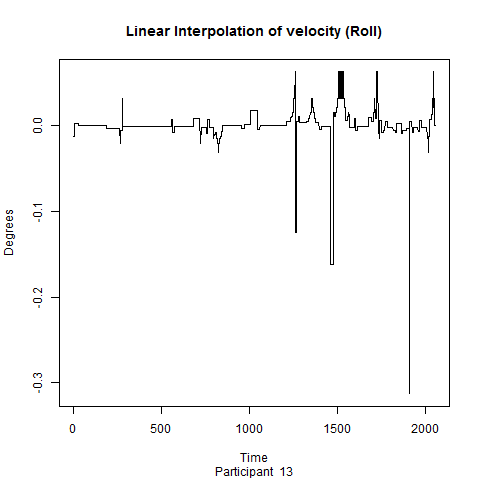 Linear Interpolation of velocity (Roll)
Degrees
0.0
-0.1
-0.2
-0.3
0 500 1000 1500 2000
Time
Participant 13